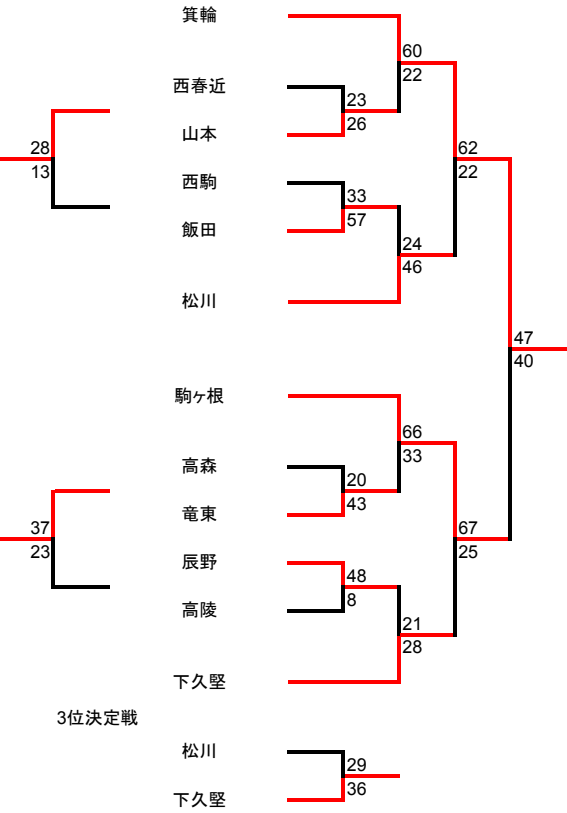 箕輪
60
22
西春近
23
26
山本
28
13
62
22
西駒
33
57
飯田
24
46
松川
47
40
駒ヶ根
66
33
高森
20
43
竜東
37
23
67
25
辰野
48
8
高陵
21
28
下久堅
3位決定戦
松川
29
36
下久堅